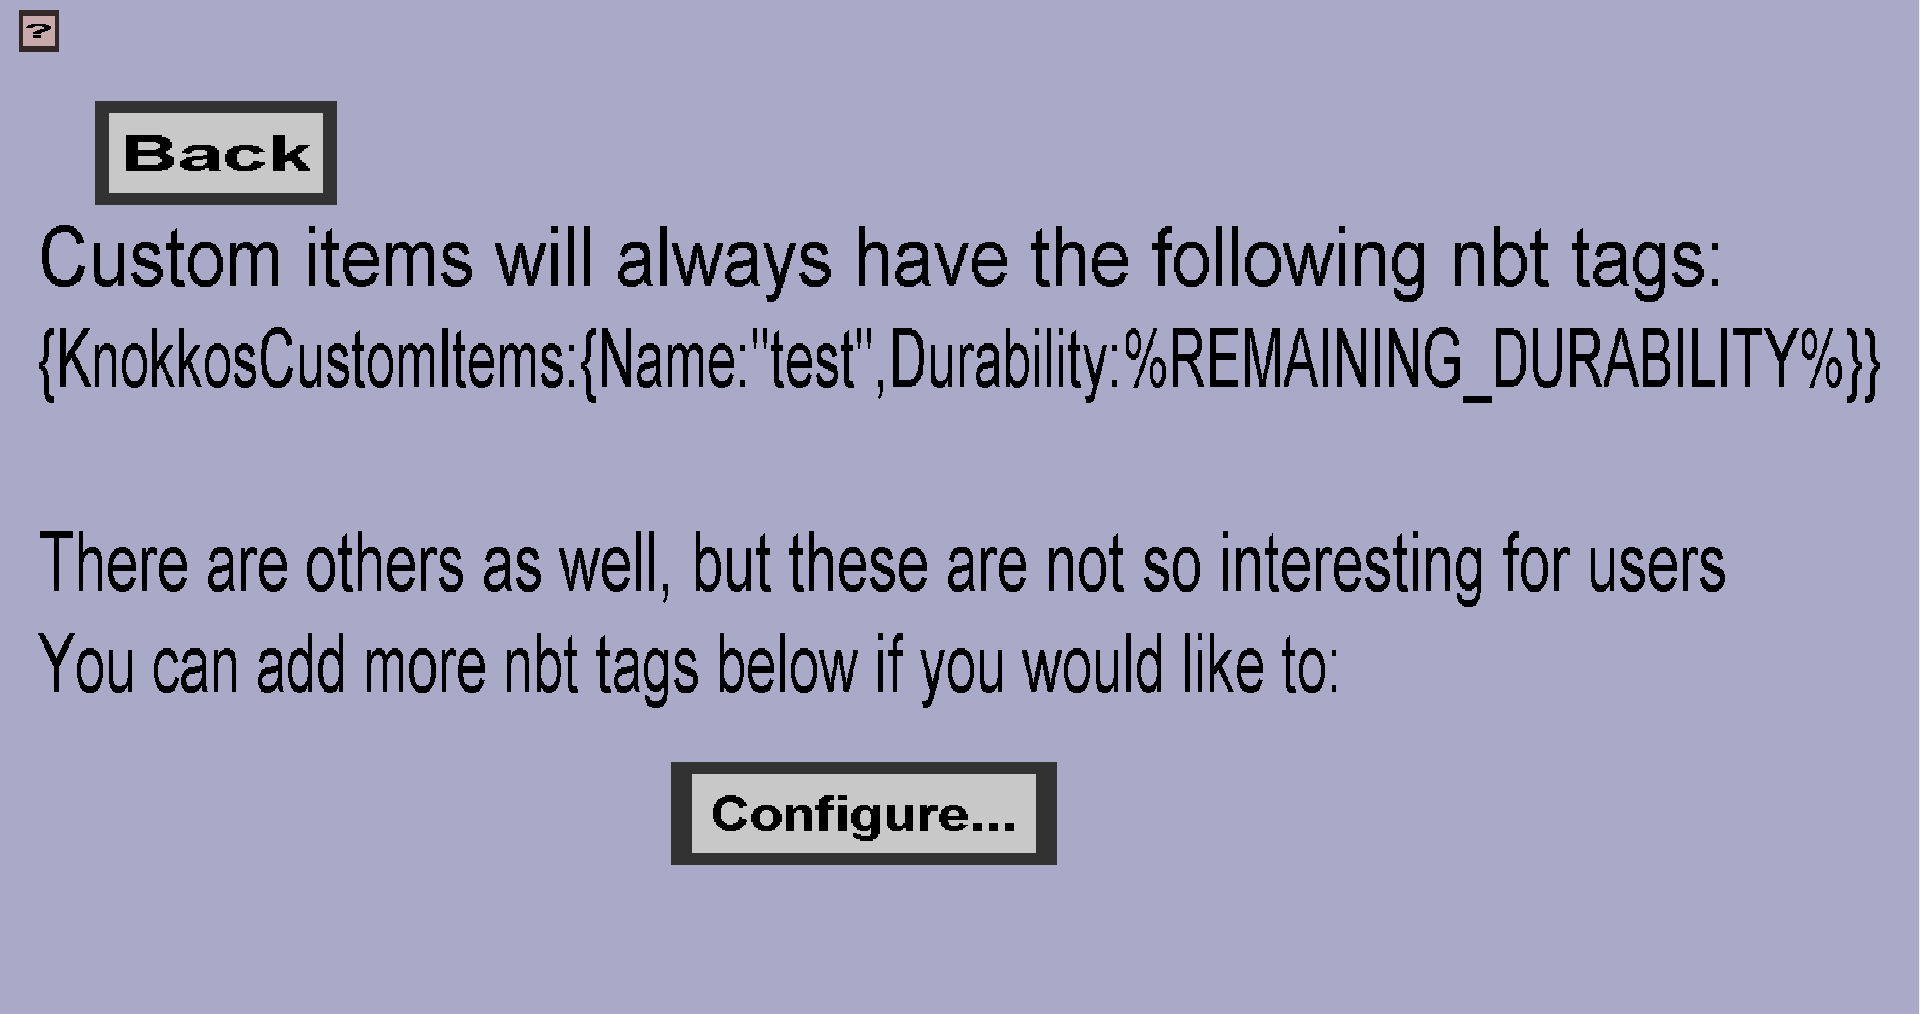 ?
Back
Custom items will always have the following nbt tags:
{KnokkosCustomItems:{Name:"test",Durability:%REMAINING_DURABILITY%}}
There are others as well, but these are not so interesting for users
You can add more nbt tags below if you would like to:
Configure...